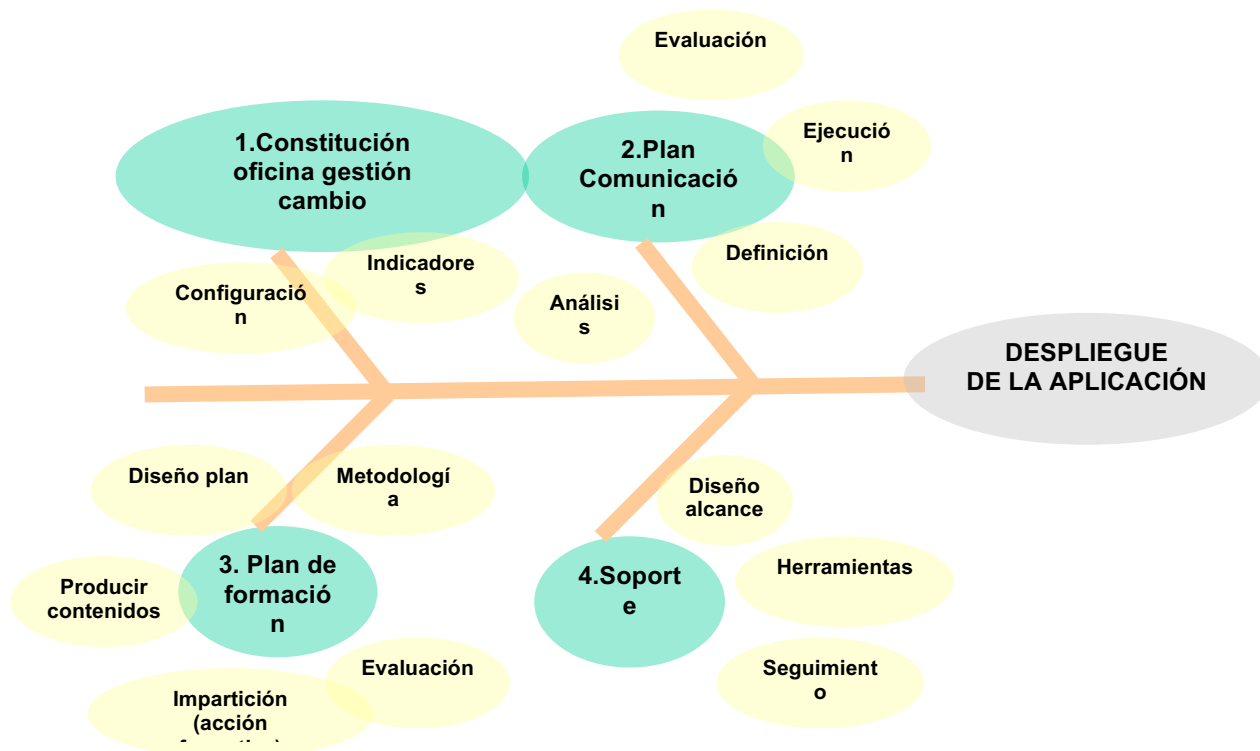 Evaluación
Ejecució
n
1.Constitución
oficina gestión
cambio
2.Plan
Comunicació
n
Definición
Indicadore
s
Configuració
n
Análisi
s
DESPLIEGUE
DE LA APLICACIÓN
Diseño plan
Metodologí
a
Diseño
alcance
3. Plan de
formació
n
4.Soport
e
Herramientas
Producir
contenidos
Evaluación
Seguimient
o
Impartición
(acción